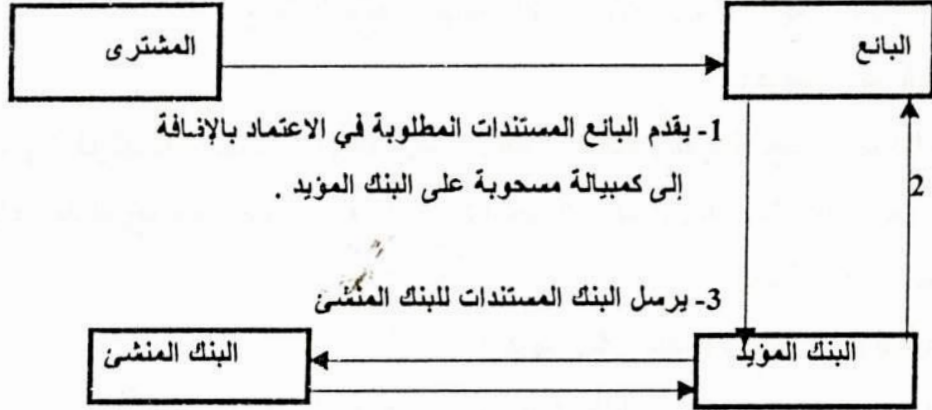 المشترى
البائع
1- يقدم البائع المستندات المطلوبة في الاعتماد بالإضافة
إلى كمبيالة مسحوبة على البنك المؤيد .
2
3- يرسل البنك المستندات للبنك المنشئ
البنك المنشئ
البنك المؤيد